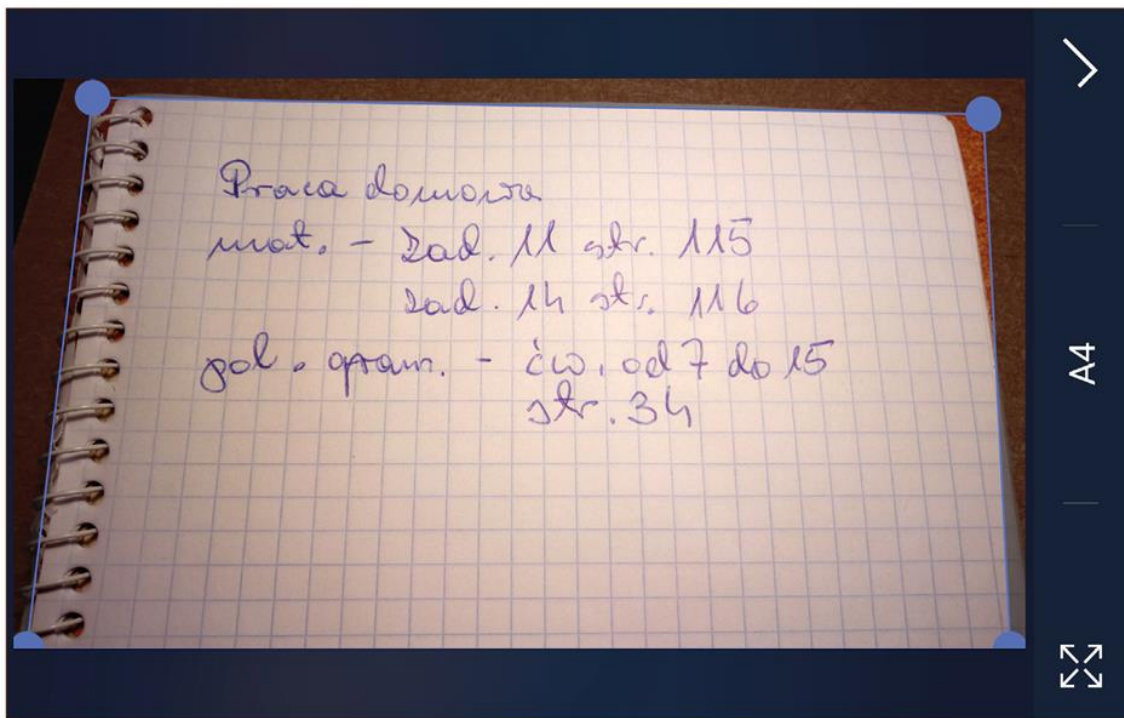 Praca domowa
mat. - zad. 11 str. 115
zad. 14 str. 116
pol. gram. - ćw. od 7 do 15
str. 34
A4